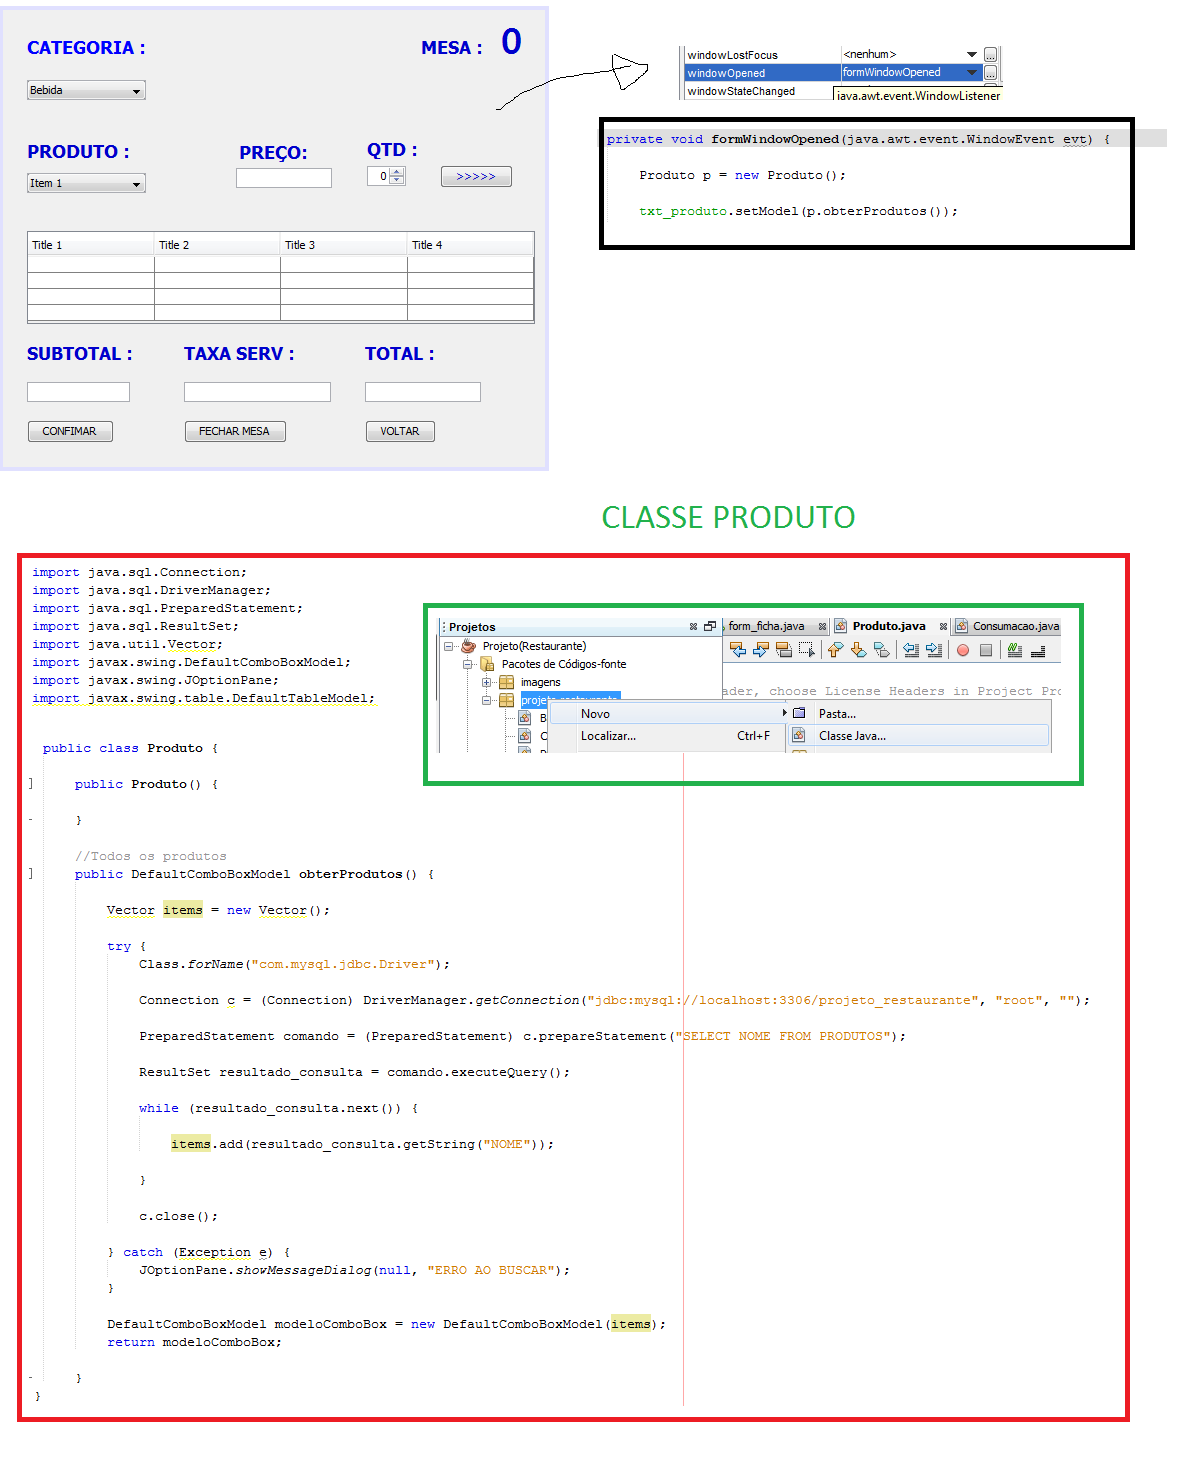 CATEGORIA :
MESA : 0
Bebida
PRODUTO :
PREÇO:
QTD :
Item 1
0
>>>>>
Title 1 Title 2 Title 3 Title 4
SUBTOTAL :
TAXA SERV :
TOTAL :
CONFIMAR
FECHAR MESA
VOLTAR
windowLostFocus <nenhum> ...
windowOpened formWindowOpened ...
windowStateChanged
java.awt.event.WindowListener
private void formWindowOpened(java.awt.event.WindowEvent evt) {
Produto p = new Produto();
txt_produto.setModel(p.obterProdutos());
CLASSE PRODUTO
import java.sql.Connection;
import java.sql.DriverManager;
import java.sql.PreparedStatement;
import java.sql.ResultSet;
import java.util.Vector;
import javax.swing.DefaultComboBoxModel;
import javax.swing.JOptionPane;
import javax.swing.table.DefaultTableModel;
Projetos
form_ficha.java
Produto.java
Consumacao.java
Projeto(Restaurante)
Pacotes de Códigos-fonte
imagens
projeto.restaurante
ader, choose License Headers in Project Pro
Novo
Pasta...
Localizar... Ctrl+F
Classe Java...
public class Produto {
public Produto() {
}
//Todos os produtos
public DefaultComboBoxModel obterProdutos() {
Vector items = new Vector();
try {
Class.forName("com.mysql.jdbc.Driver");
Connection c = (Connection) DriverManager.getConnection("jdbc:mysql://localhost:3306/projeto_restaurante", "root", "");
PreparedStatement comando = (PreparedStatement) c.prepareStatement("SELECT NOME FROM PRODUTOS");
ResultSet resultado_consulta = comando.executeQuery();
while (resultado_consulta.next()) {
items.add(resultado_consulta.getString("NOME"));
}
c.close();
} catch (Exception e) {
JOptionPane.showMessageDialog(null, "ERRO AO BUSCAR");
}
DefaultComboBoxModel modeloComboBox = new DefaultComboBoxModel(items);
return modeloComboBox;
}
}